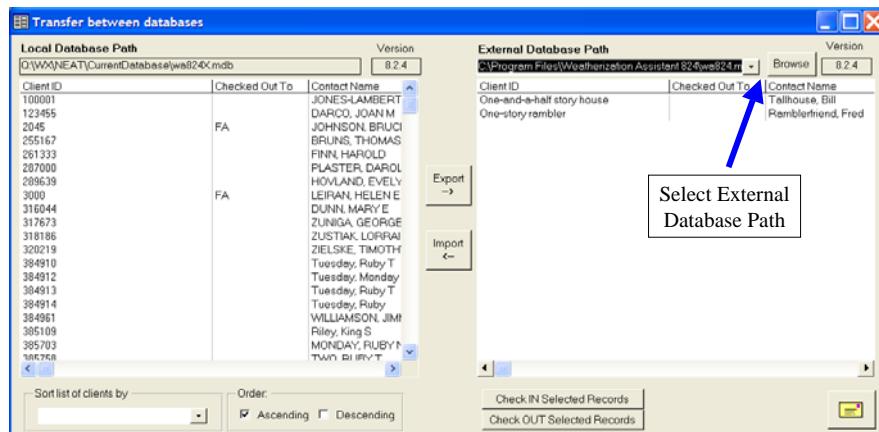 Transfer between databases
Local Database Path Version
Q:\WX\NEAT\CurrentDatabase\wa824X.mdb 8.2.4
Client ID Checked Out To Contact Name
100001 JONES-LAMBERT
123455 DARCO, JOAN M
2045 FA JOHNSON, BRUCI
255167 BRUNS, THOMAS
261333 FINN, HAROLD
287000 PLASTER, DAROL
289639 HOVLAND, EVELY
3000 FA LEIRAN, HELEN E
316044 DUNN, MARY E
317673 ZUNIGA, GEORGE
318186 ZUSTIAK, LORRAI
320219 ZIELSKE, TIMOTH
384910 Tuesday, Ruby T
384912 Tuesday, Monday
384913 Tuesday, Ruby T
384914 Tuesday, Ruby
384961 WILLIAMSON, JIMM
385109 Riley, King S
385703 MONDAY, RUBY N
385758 TWO, RUBY T
Sort list of clients by
Order:
Ascending Descending
Export
-->
Import
<--
External Database Path Version
C:\Program Files\Weatherization Assistant 824\wa824.m Browse 8.2.4
Client ID Checked Out To Contact Name
One-and-a-half story house Tallhouse, Bill
One-story rambler Ramblerfriend, Fred
Select External
Database Path
Check IN Selected Records
Check OUT Selected Records